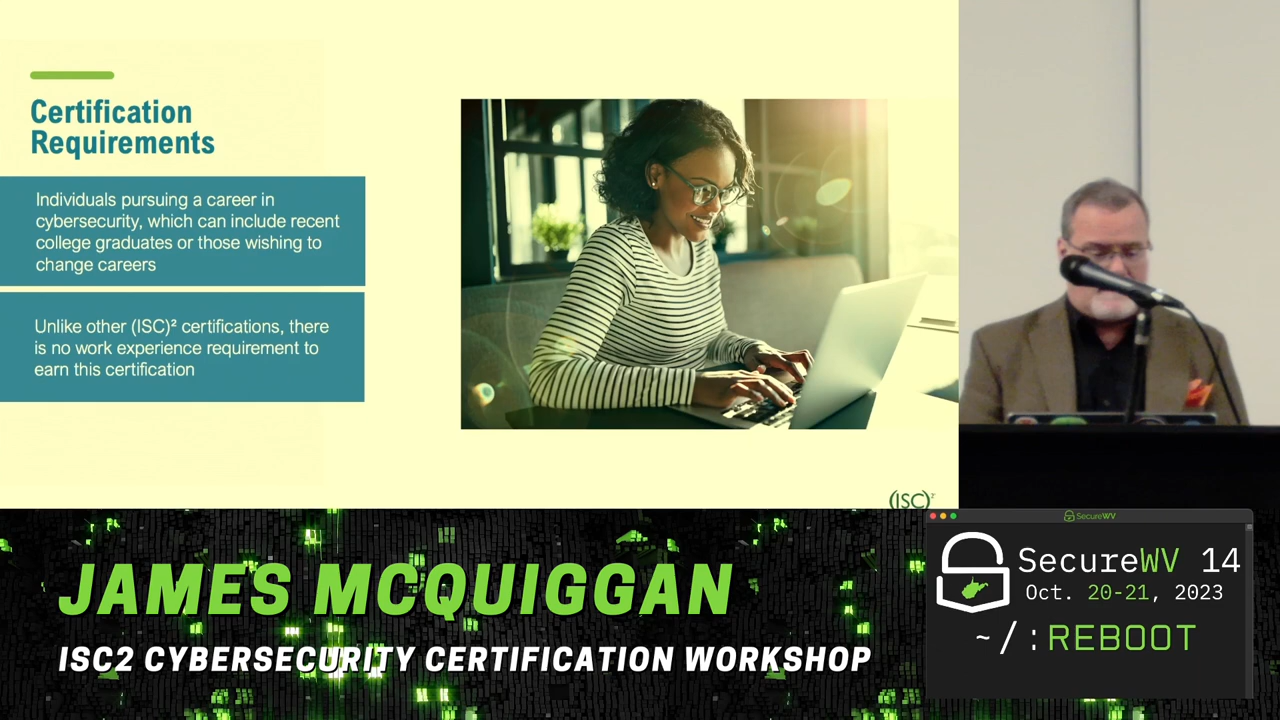 Certification
Requirements
Individuals pursuing a career in
cybersecurity, which can include recent
college graduates or those wishing to
change careers
Unlike other (ISC)² certifications, there
is no work experience requirement to
earn this certification
(ISC)²
JAMES MCQUIGGAN
ISC2 CYBERSECURITY CERTIFICATION WORKSHOP
SecureWV
SecureWV 14
Oct. 20-21, 2023
~/:REBOOT